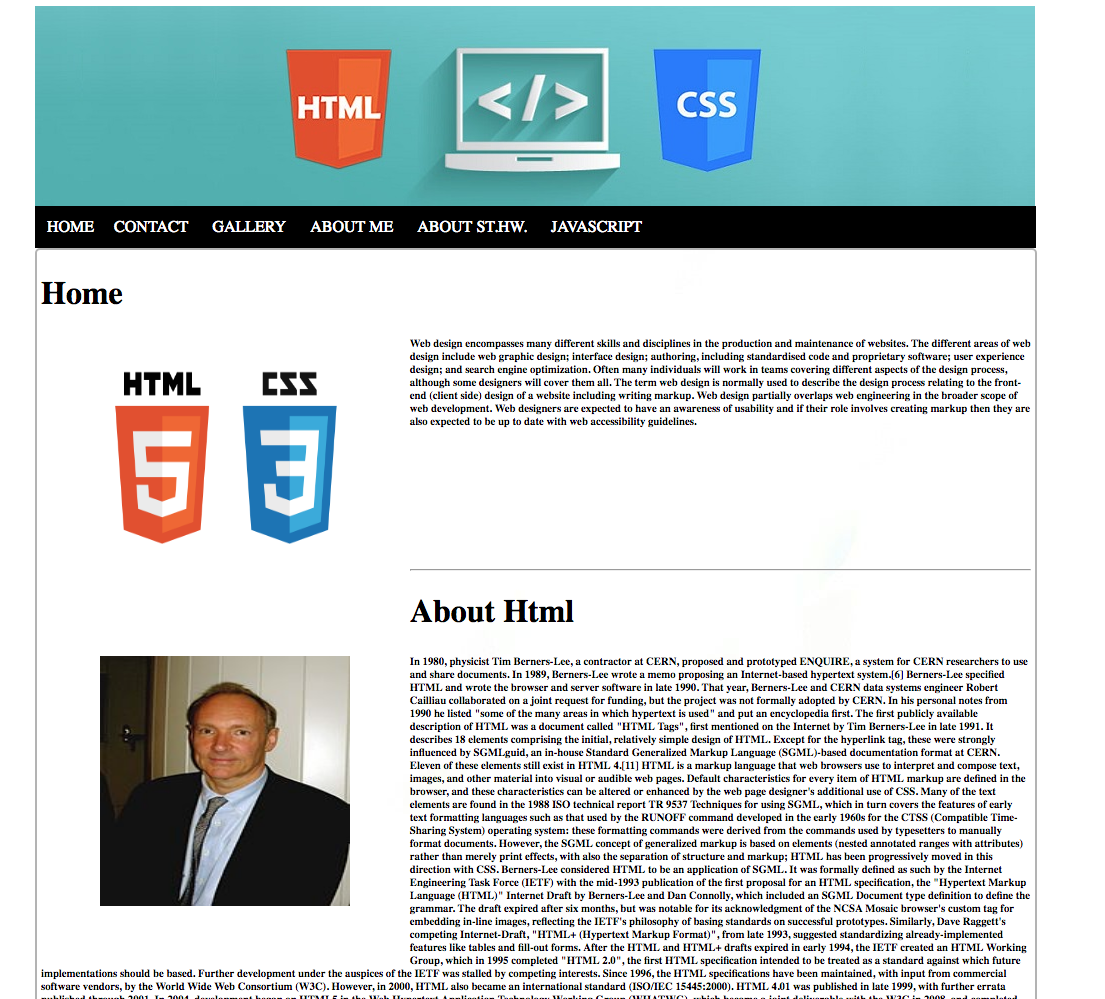 HTML
</>
CSS
HOME CONTACT GALLERY ABOUT ME ABOUT ST.HW. JAVASCRIPT
Home
HTML CSS
5 3
Web design encompasses many different skills and disciplines in the production and maintenance of websites. The different areas of web
design include web graphic design; interface design; authoring, including standardised code and proprietary software; user experience
design; and search engine optimization. Often many individuals will work in teams covering different aspects of the design process,
although some designers will cover them all. The term web design is normally used to describe the design process relating to the front-
end (client side) design of a website including writing markup. Web design partially overlaps web engineering in the broader scope of
web development. Web designers are expected to have an awareness of usability and if their role involves creating markup then they are
also expected to be up to date with web accessibility guidelines.
About Html
In 1980, physicist Tim Berners-Lee, a contractor at CERN, proposed and prototyped ENQUIRE, a system for CERN researchers to use
and share documents. In 1989, Berners-Lee wrote a memo proposing an Internet-based hypertext system.[6] Berners-Lee specified
HTML and wrote the browser and server software in late 1990. That year, Berners-Lee and CERN data systems engineer Robert
Cailliau collaborated on a joint request for funding, but the project was not formally adopted by CERN. In his personal notes from
1990 he listed "some of the many areas in which hypertext is used" and put an encyclopedia first. The first publicly available
description of HTML was a document called "HTML Tags", first mentioned on the Internet by Tim Berners-Lee in late 1991. It
describes 18 elements comprising the initial, relatively simple design of HTML. Except for the hyperlink tag, these were strongly
influenced by SGMLguid, an in-house Standard Generalized Markup Language (SGML)-based documentation format at CERN.
Eleven of these elements still exist in HTML 4.[11] HTML is a markup language that web browsers use to interpret and compose text,
images, and other material into visual or audible web pages. Default characteristics for every item of HTML markup are defined in the
browser, and these characteristics can be altered or enhanced by the web page designer's additional use of CSS. Many of the text
elements are found in the 1988 ISO technical report TR 9537 Techniques for using SGML, which in turn covers the features of early
text formatting languages such as that used by the RUNOFF command developed in the early 1960s for the CTSS (Compatible Time-
Sharing System) operating system: these formatting commands were derived from the commands used by typesetters to manually
format documents. However, the SGML concept of generalized markup is based on elements (nested annotated ranges with attributes)
rather than merely print effects, with also the separation of structure and markup; HTML has been progressively moved in this
direction with CSS. Berners-Lee considered HTML to be an application of SGML. It was formally defined as such by the Internet
Engineering Task Force (IETF) with the mid-1993 publication of the first proposal for an HTML specification, the "Hypertext Markup
Language (HTML)" Internet Draft by Berners-Lee and Dan Connolly, which included an SGML Document type definition to define the
grammar. The draft expired after six months, but was notable for its acknowledgment of the NCSA Mosaic browser's custom tag for
embedding in-line images, reflecting the IETF's philosophy of basing standards on successful prototypes. Similarly, Dave Raggett's
competing Internet-Draft, "HTML+ (Hypertext Markup Format)", from late 1993, suggested standardizing already-implemented
features like tables and fill-out forms. After the HTML and HTML+ drafts expired in early 1994, the IETF created an HTML Working
Group, which in 1995 completed "HTML 2.0", the first HTML specification intended to be treated as a standard against which future
implementations should be based. Further development under the auspices of the IETF was stalled by competing interests. Since 1996, the HTML specifications have been maintained, with input from commercial
software vendors, by the World Wide Web Consortium (W3C). However, in 2000, HTML also became an international standard (ISO/IEC 15445:2000). HTML 4.01 was published in late 1999, with further errata
published through 2001. In 2004, development began on HTML5 in the Web Hypertext Application Technology Working Group (WHATWG), which became a joint deliverable with the W3C in 2008, and completed